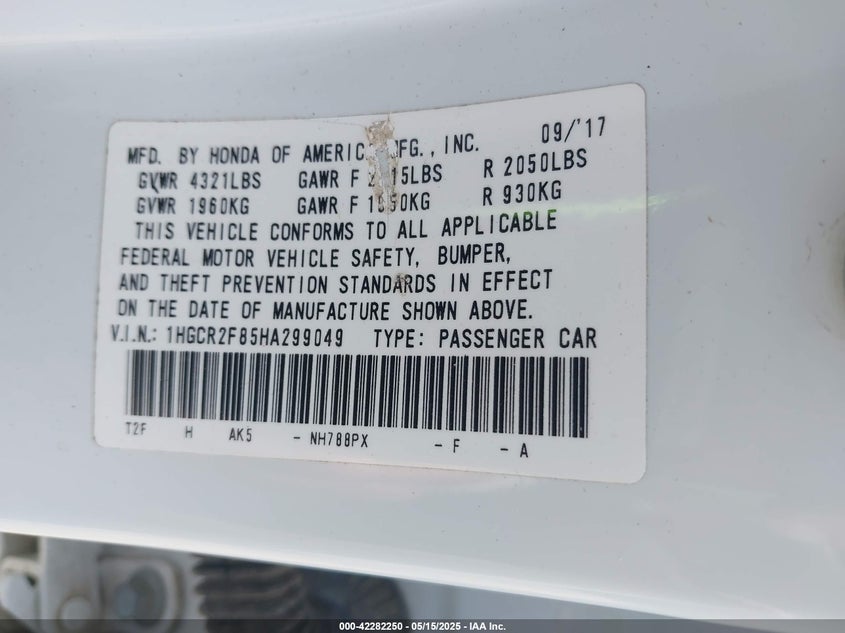 MFD. BY HONDA OF AMERIC FG., INC. 09/'17
GVWR 4321LBS GAWR F 15LBS R 2050LBS
GVWR 1960KG GAWR F R 930KG
THIS VEHICLE CONFORMS TO ALL APPLICABLE
FEDERAL MOTOR VEHICLE SAFETY, BUMPER,
AND THEFT PREVENTION STANDARDS IN EFFECT
ON THE DATE OF MANUFACTURE SHOWN ABOVE.
V.I.N.: 1HGCR2F85HA299049 TYPE: PASSENGER CAR
T2F H AK5 - NH788PX - F - A
000-42282250 - 05/15/2025 - IAA Inc.